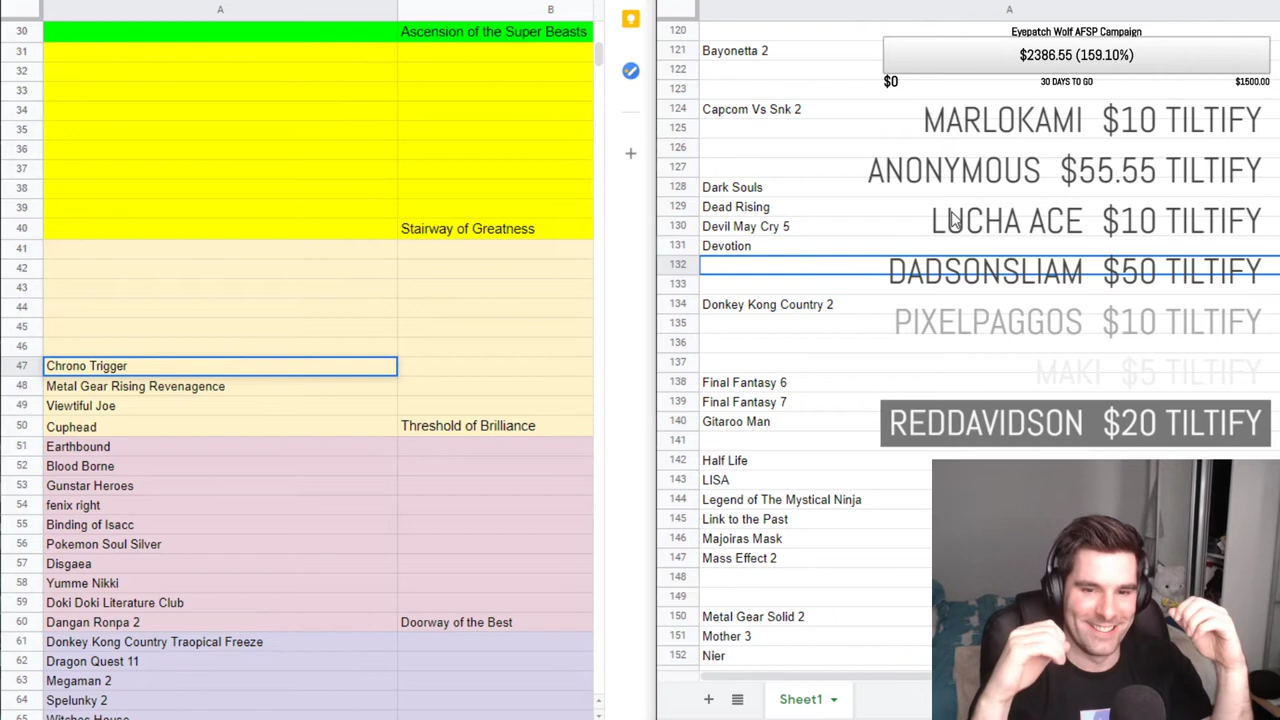 A
B
30 Ascension of the Super Beasts
31
32
33
34
35
36
37
38
39
40 Stairway of Greatness
41
42
43
44
45
46
47 Chrono Trigger
48 Metal Gear Rising Revenagence
49 Viewtiful Joe
50 Cuphead Threshold of Brilliance
51 Earthbound
52 Blood Borne
53 Gunstar Heroes
54 fenix right
55 Binding of Isacc
56 Pokemon Soul Silver
57 Disgaea
58 Yumme Nikki
59 Doki Doki Literature Club
60 Dangan Ronpa 2 Doorway of the Best
61 Donkey Kong Country Traopical Freeze
62 Dragon Quest 11
63 Megaman 2
64 Spelunky 2
65 Witches House
A
120
121 Bayonetta 2
122
123
124 Capcom Vs Snk 2
125
126
127
128 Dark Souls
129 Dead Rising
130 Devil May Cry 5
131 Devotion
132
133
134 Donkey Kong Country 2
135
136
137
138 Final Fantasy 6
139 Final Fantasy 7
140 Gitaroo Man
141
142 Half Life
143 LISA
144 Legend of The Mystical Ninja
145 Link to the Past
146 Majoiras Mask
147 Mass Effect 2
148
149
150 Metal Gear Solid 2
151 Mother 3
152 Nier
Sheet1
Eyepatch Wolf AFSP Campaign
$2386.55 (159.10%)
$0 30 DAYS TO GO $1500.00
MARLOKAMI $10 TILTIFY
ANONYMOUS $55.55 TILTIFY
LUCHA ACE $10 TILTIFY
DADSONSLIAM $50 TILTIFY
PIXELPAGGOS $10 TILTIFY
MAKI $5 TILTIFY
REDDAVIDSON $20 TILTIFY